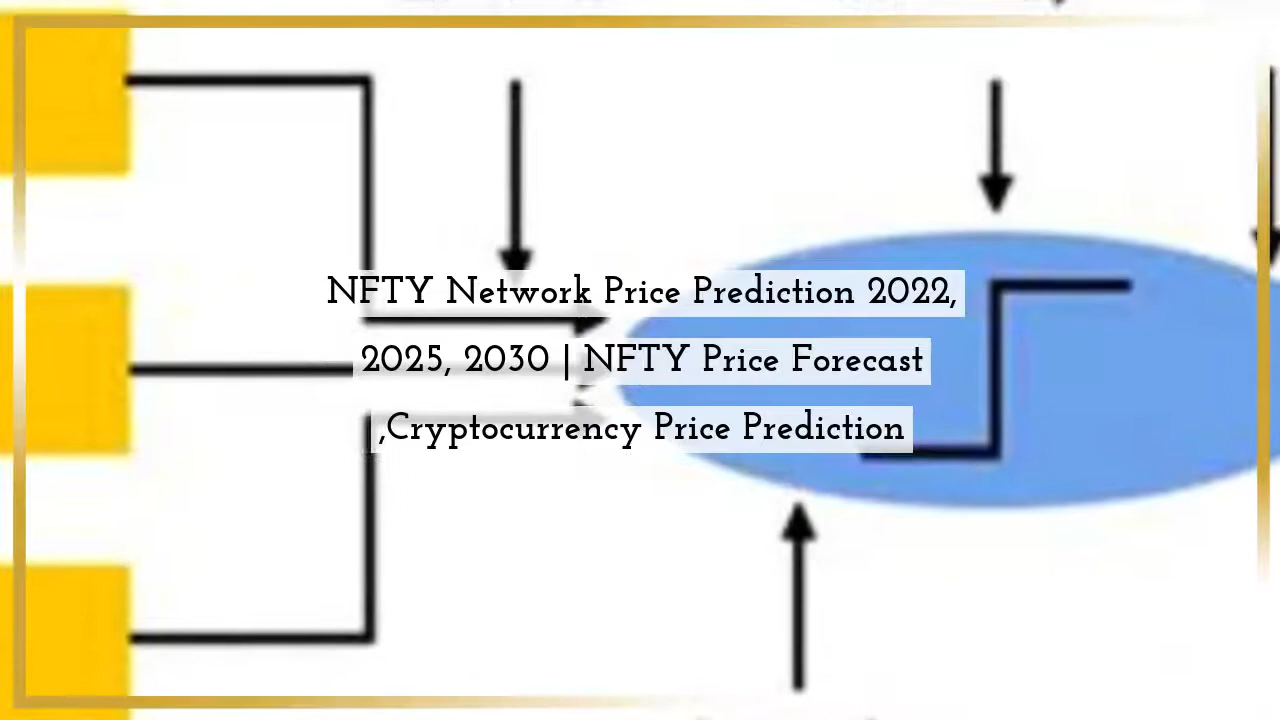 NFTY Network Price Prediction 2022,
2025, 2030 | NFTY Price Forecast
,Cryptocurrency Price Prediction